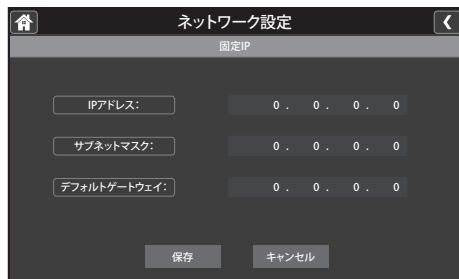 ネットワーク設定
固定IP
IPアドレス： 0 . 0 . 0 . 0
サブネットマスク： 0 . 0 . 0 . 0
デフォルトゲートウェイ： 0 . 0 . 0 . 0
保存 キャンセル